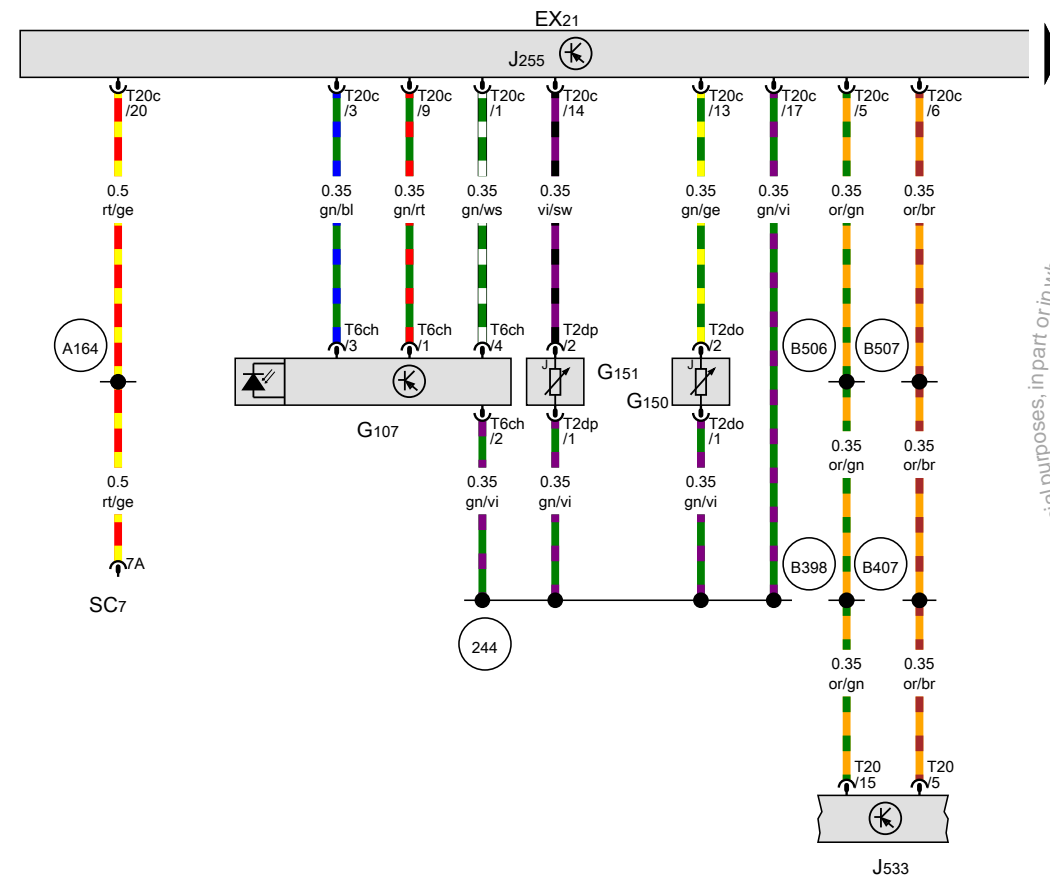 EX21
J255
T20c T20c T20c T20c T20c T20c T20c T20c T20c
/20 /3 /9 /1 /14 /13 /17 /5 /6
0.5 0.35 0.35 0.35 0.35 0.35 0.35 0.35 0.35
rt/ge gn/bl gn/rt gn/ws vi/sw gn/ge gn/vi or/gn or/br
T6ch T6ch T6ch T2dp T2do
/3 /1 /4 /2 /2
A164 B506 B507
J J
G151
G150
G107
T6ch T2dp T2do
/2 /1 /1
0.35 0.35
or/gn or/br
0.5 0.35 0.35 0.35
rt/ge gn/vi gn/vi gn/vi
7A
B398 B407
SC7
244
0.35 0.35
or/gn or/br
T20 T20
/15 /5
J533
purposes, in part or in